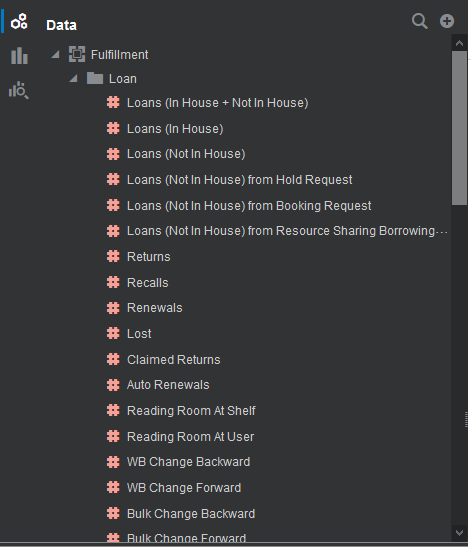 Data
Fulfillment
Loan
Loans (In House + Not In House)
Loans (In House)
Loans (Not In House)
Loans (Not In House) from Hold Request
Loans (Not In House) from Booking Request
Loans (Not In House) from Resource Sharing Borrowing...
Returns
Recalls
Renewals
Lost
Claimed Returns
Auto Renewals
Reading Room At Shelf
Reading Room At User
WB Change Backward
WB Change Forward
Bulk Change Backward
Bulk Change Forward